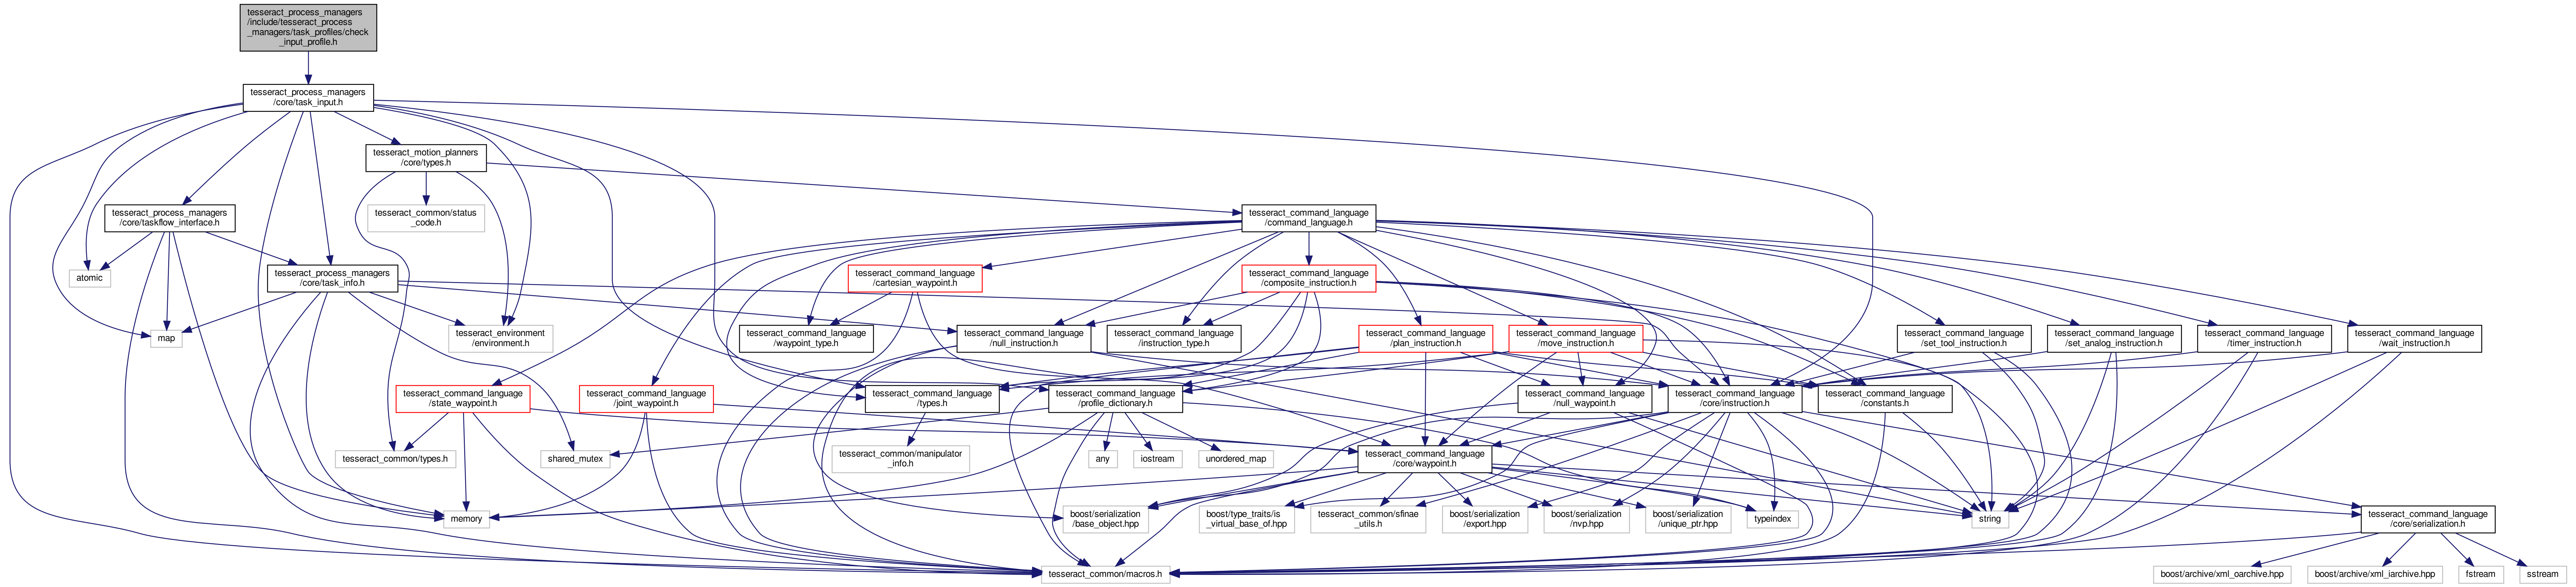 tesseract_process_managers
/include/tesseract_process
_managers/task_profiles/check
_input_profile.h
tesseract_process_managers
/core/task_input.h
tesseract_motion_planners
/core/types.h
tesseract_process_managers
/core/taskflow_interface.h
tesseract_common/status
_code.h
tesseract_command_language
/command_language.h
atomic
tesseract_process_managers
/core/task_info.h
tesseract_command_language
/cartesian_waypoint.h
tesseract_command_language
/composite_instruction.h
map
tesseract_environment
/environment.h
tesseract_command_language
/waypoint_type.h
tesseract_command_language
/null_instruction.h
tesseract_command_language
/instruction_type.h
tesseract_command_language
/plan_instruction.h
tesseract_command_language
/move_instruction.h
tesseract_command_language
/set_tool_instruction.h
tesseract_command_language
/set_analog_instruction.h
tesseract_command_language
/timer_instruction.h
tesseract_command_language
/wait_instruction.h
tesseract_command_language
/state_waypoint.h
tesseract_command_language
/joint_waypoint.h
tesseract_command_language
/types.h
tesseract_command_language
/profile_dictionary.h
tesseract_command_language
/null_waypoint.h
tesseract_command_language
/core/instruction.h
tesseract_command_language
/constants.h
tesseract_common/types.h
shared_mutex
tesseract_common/manipulator
_info.h
any
iostream
unordered_map
tesseract_command_language
/core/waypoint.h
memory
boost/serialization
/base_object.hpp
boost/type_traits/is
_virtual_base_of.hpp
tesseract_common/sfinae
_utils.h
boost/serialization
/export.hpp
boost/serialization
/nvp.hpp
boost/serialization
/unique_ptr.hpp
typeindex
string
tesseract_command_language
/core/serialization.h
tesseract_common/macros.h
boost/archive/xml_oarchive.hpp
boost/archive/xml_iarchive.hpp
fstream
sstream